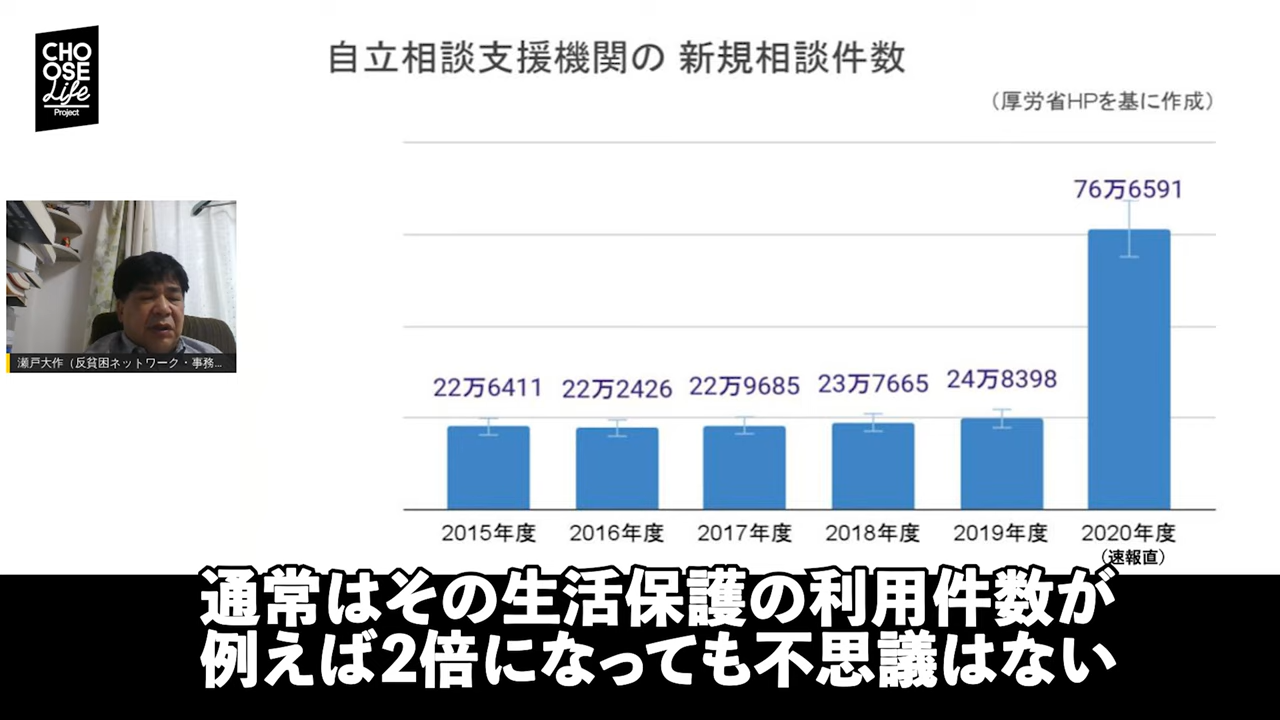 CHO
OSE
Life
Project
自立相談支援機関の 新規相談件数
（厚労省HPを基に作成）
76万6591
22万6411
22万2426
22万9685
23万7665
24万8398
2015年度
2016年度
2017年度
2018年度
2019年度
2020年度
（速報直）
瀬戸大作（反貧困ネットワーク・事務...
通常はその生活保護の利用件数が
例えば2倍になっても不思議はない